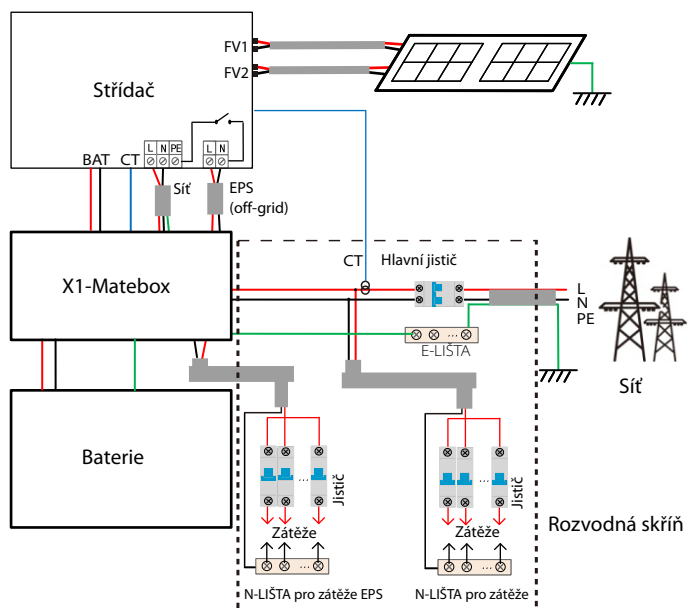 FV1
FV2
Střídač
L N PE
L N
BAT
CT
Síť
EPS
(off-grid)
X1-Matebox
CT
Hlavní jistič
L
N
PE
E-LIŠTA
Síť
Baterie
Jistič
Jistič
Zátěže
Zátěže
Rozvodná skříň
N-LIŠTA pro zátěže EPS
N-LIŠTA pro zátěže